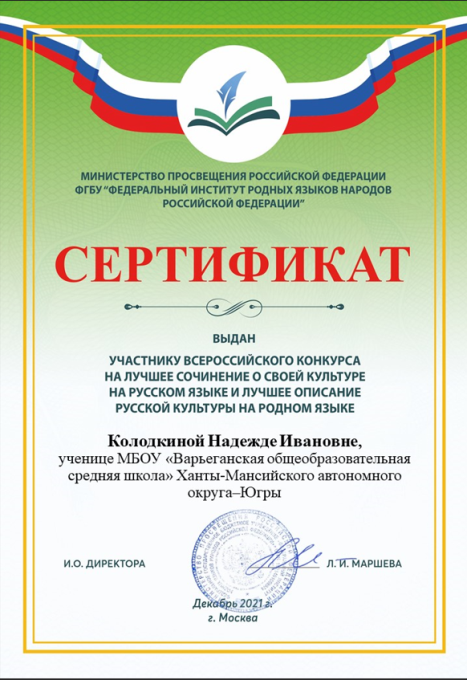 МИНИСТЕРСТВО ПРОСВЕЩЕНИЯ РОССИЙСКОЙ ФЕДЕРАЦИИ
ФГБУ "ФЕДЕРАЛЬНЫЙ ИНСТИТУТ РОДНЫХ ЯЗЫКОВ НАРОДОВ
РОССИЙСКОЙ ФЕДЕРАЦИИ"
СЕРТИФИКАТ
ВЫДАН
УЧАСТНИКУ ВСЕРОССИЙСКОГО КОНКУРСА
НА ЛУЧШЕЕ СОЧИНЕНИЕ О СВОЕЙ КУЛЬТУРЕ
НА РУССКОМ ЯЗЫКЕ И ЛУЧШЕЕ ОПИСАНИЕ
РУССКОЙ КУЛЬТУРЫ НА РОДНОМ ЯЗЫКЕ
Колодкиной Надежде Ивановне,
ученице МБОУ «Варьеганская общеобразовательная
средняя школа» Ханты-Мансийского автономного
округа–Югры
И.О. ДИРЕКТОРА Л. И. МАРШЕВА
Декабрь 2021 г.
г. Москва